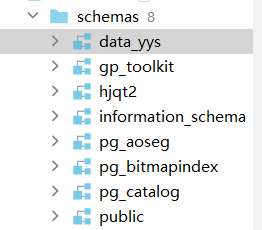 schemas 8
data_yys
gp_toolkit
hjqt2
information_schema
pg_aoseg
pg_bitmapindex
pg_catalog
public